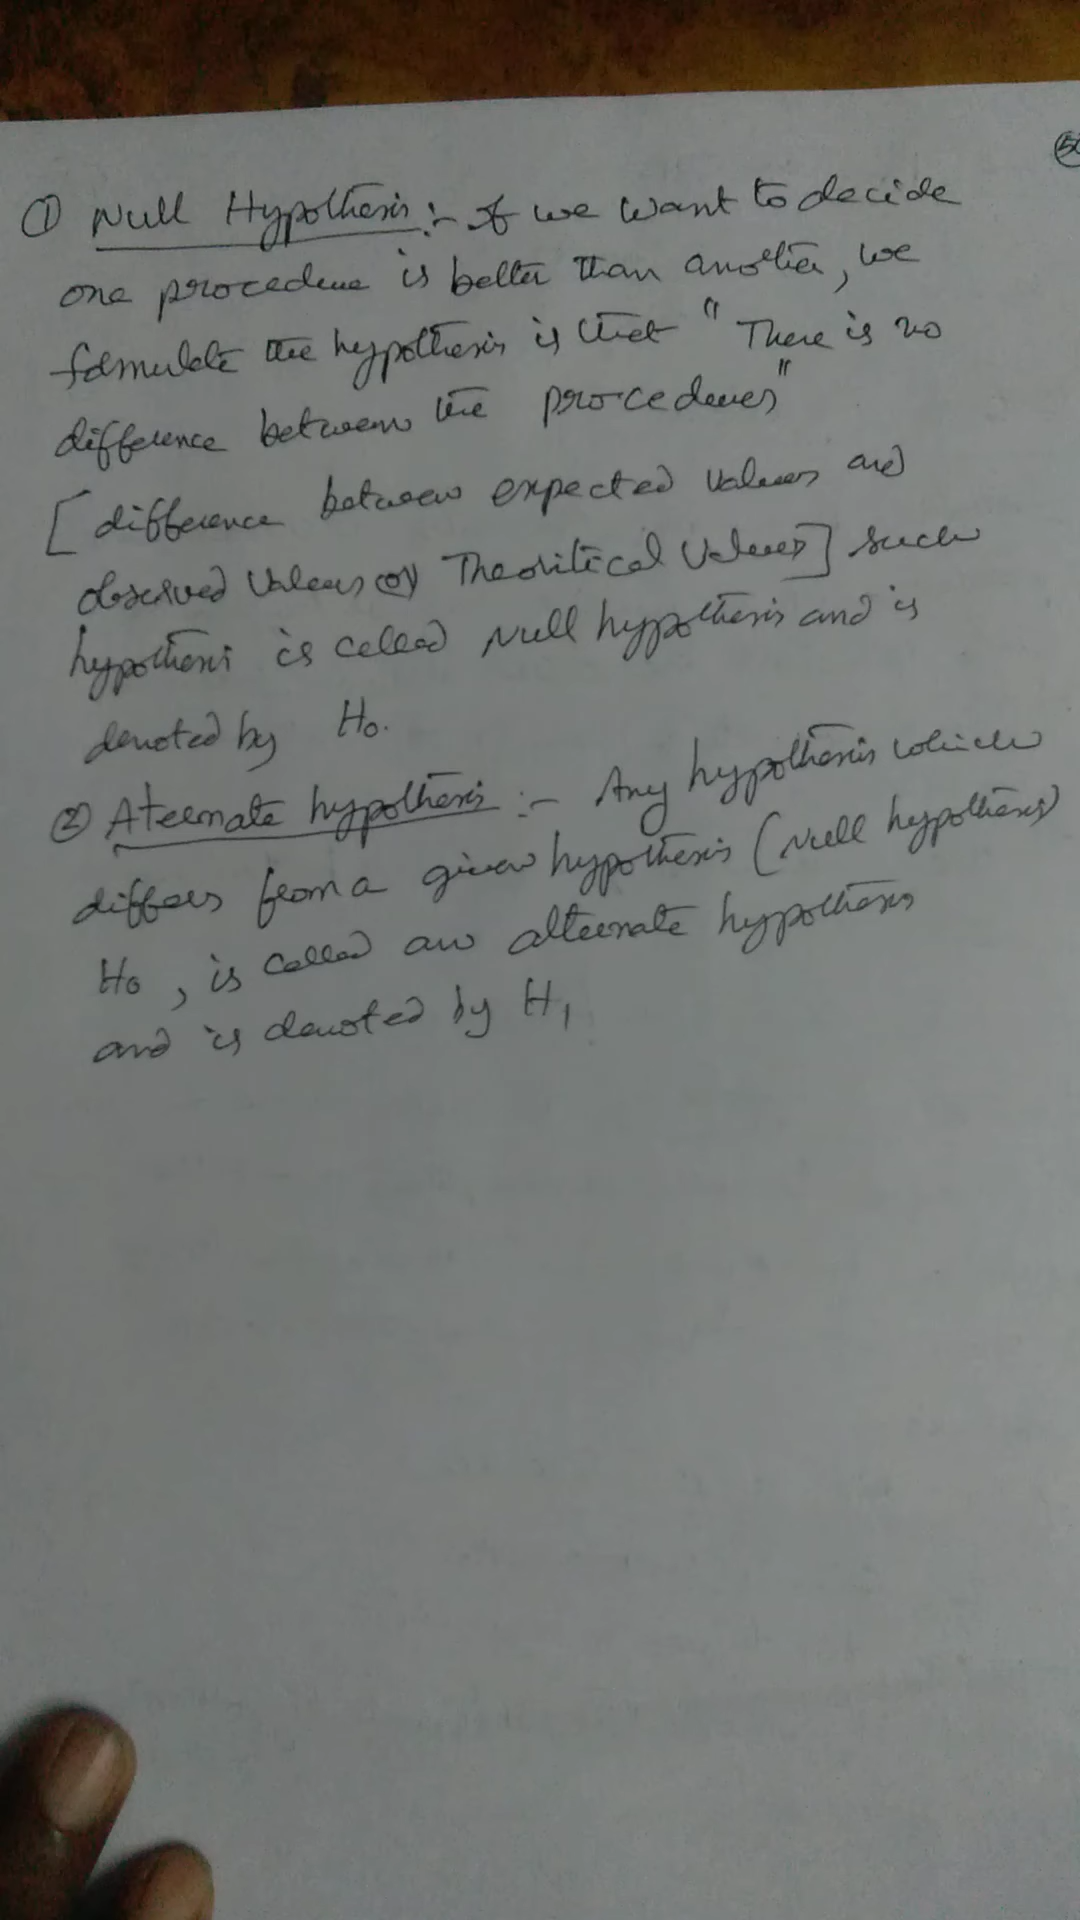 ① Null Hypothesis :- If we want to decide
one procedure is better than another, we
formulate the hypothesis is that " There is no
difference between the procedures"
[ difference between expected values and
observed values (or) Theoritical values] such
hypothesis is called Null hypothesis and is
denoted by H₀.
② Aternate hypothesis :- Any hypothesis which
differs from a given hypothesis (Null hypothesis)
H₀, is called an alternate hypothesis
and is denoted by H₁